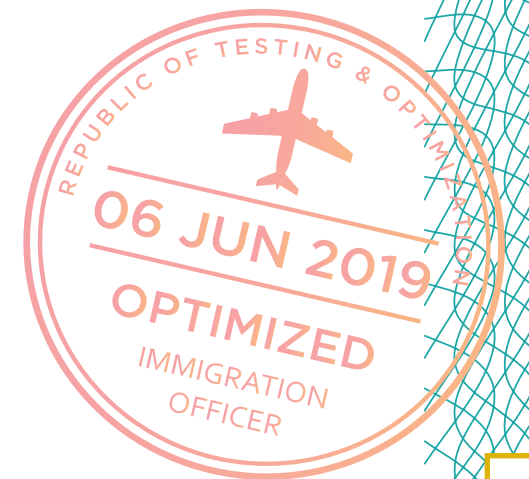 REPUBLIC OF TESTING & OPTIMIZATION
06 JUN 2019
OPTIMIZED
IMMIGRATION
OFFICER